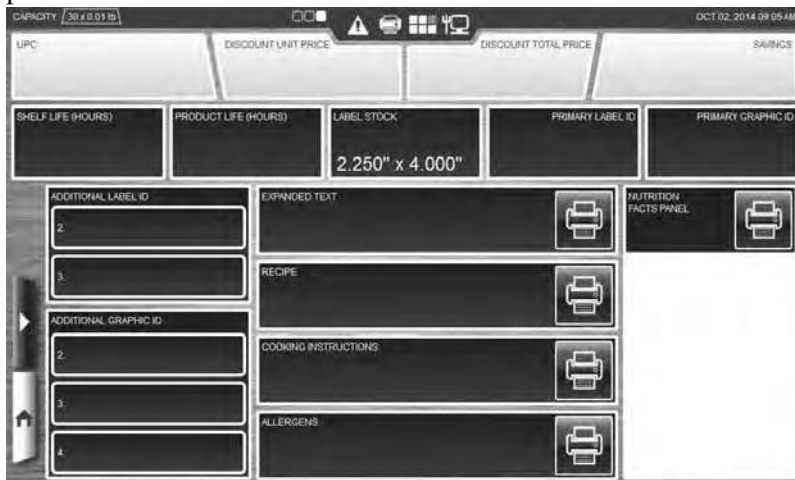 p
CAPACITY 30 x 0.01 lb OCT 02, 2014 09:05 AM
UPC DISCOUNT UNIT PRICE DISCOUNT TOTAL PRICE SAVINGS
SHELF LIFE (HOURS) PRODUCT LIFE (HOURS) LABEL STOCK PRIMARY LABEL ID PRIMARY GRAPHIC ID
2.250" x 4.000"
ADDITIONAL LABEL ID
2.
3.
ADDITIONAL GRAPHIC ID
2.
3.
4.
EXPANDED TEXT
RECIPE
COOKING INSTRUCTIONS
ALLERGENS
NUTRITION
FACTS PANEL